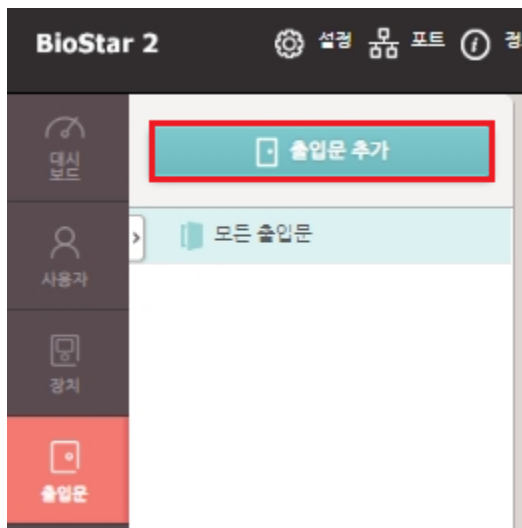 BioStar 2 설정 포트 정
대시
보드
출입문 추가
사용자
모든 출입문
장치
출입문